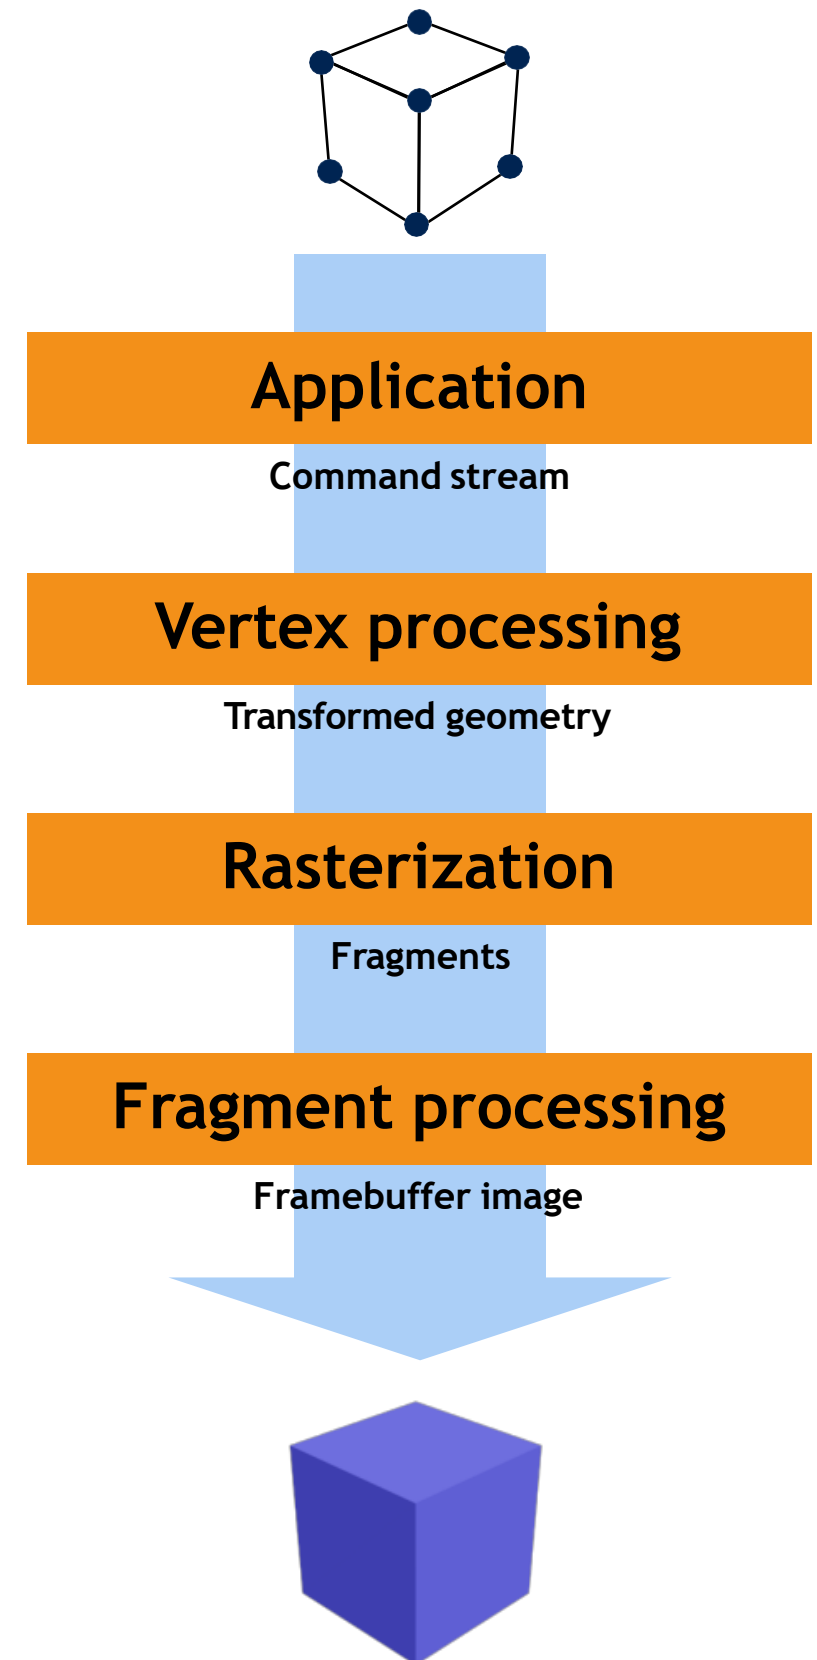 Application
Command stream
Vertex processing
Transformed geometry
Rasterization
Fragments
Fragment processing
Framebuffer image